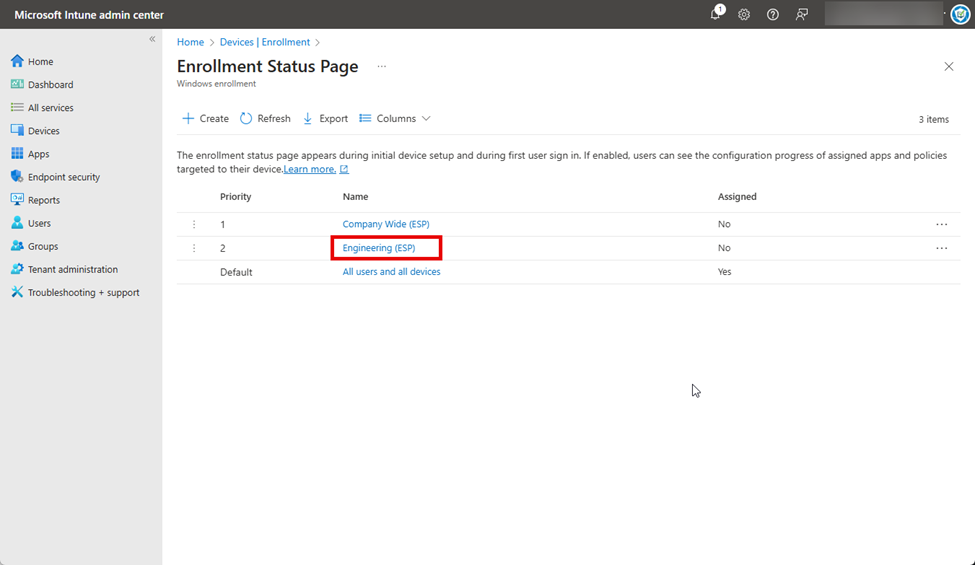 Microsoft Intune admin center
1
«
Home
Dashboard
All services
Devices
Apps
Endpoint security
Reports
Users
Groups
Tenant administration
Troubleshooting + support
Home > Devices | Enrollment >
Enrollment Status Page ...
Windows enrollment
+ Create Refresh Export Columns
3 items
The enrollment status page appears during initial device setup and during first user sign in. If enabled, users can see the configuration progress of assigned apps and policies
targeted to their device.Learn more.
Priority Name Assigned
1 Company Wide (ESP) No ...
2 Engineering (ESP) No ...
Default All users and all devices Yes